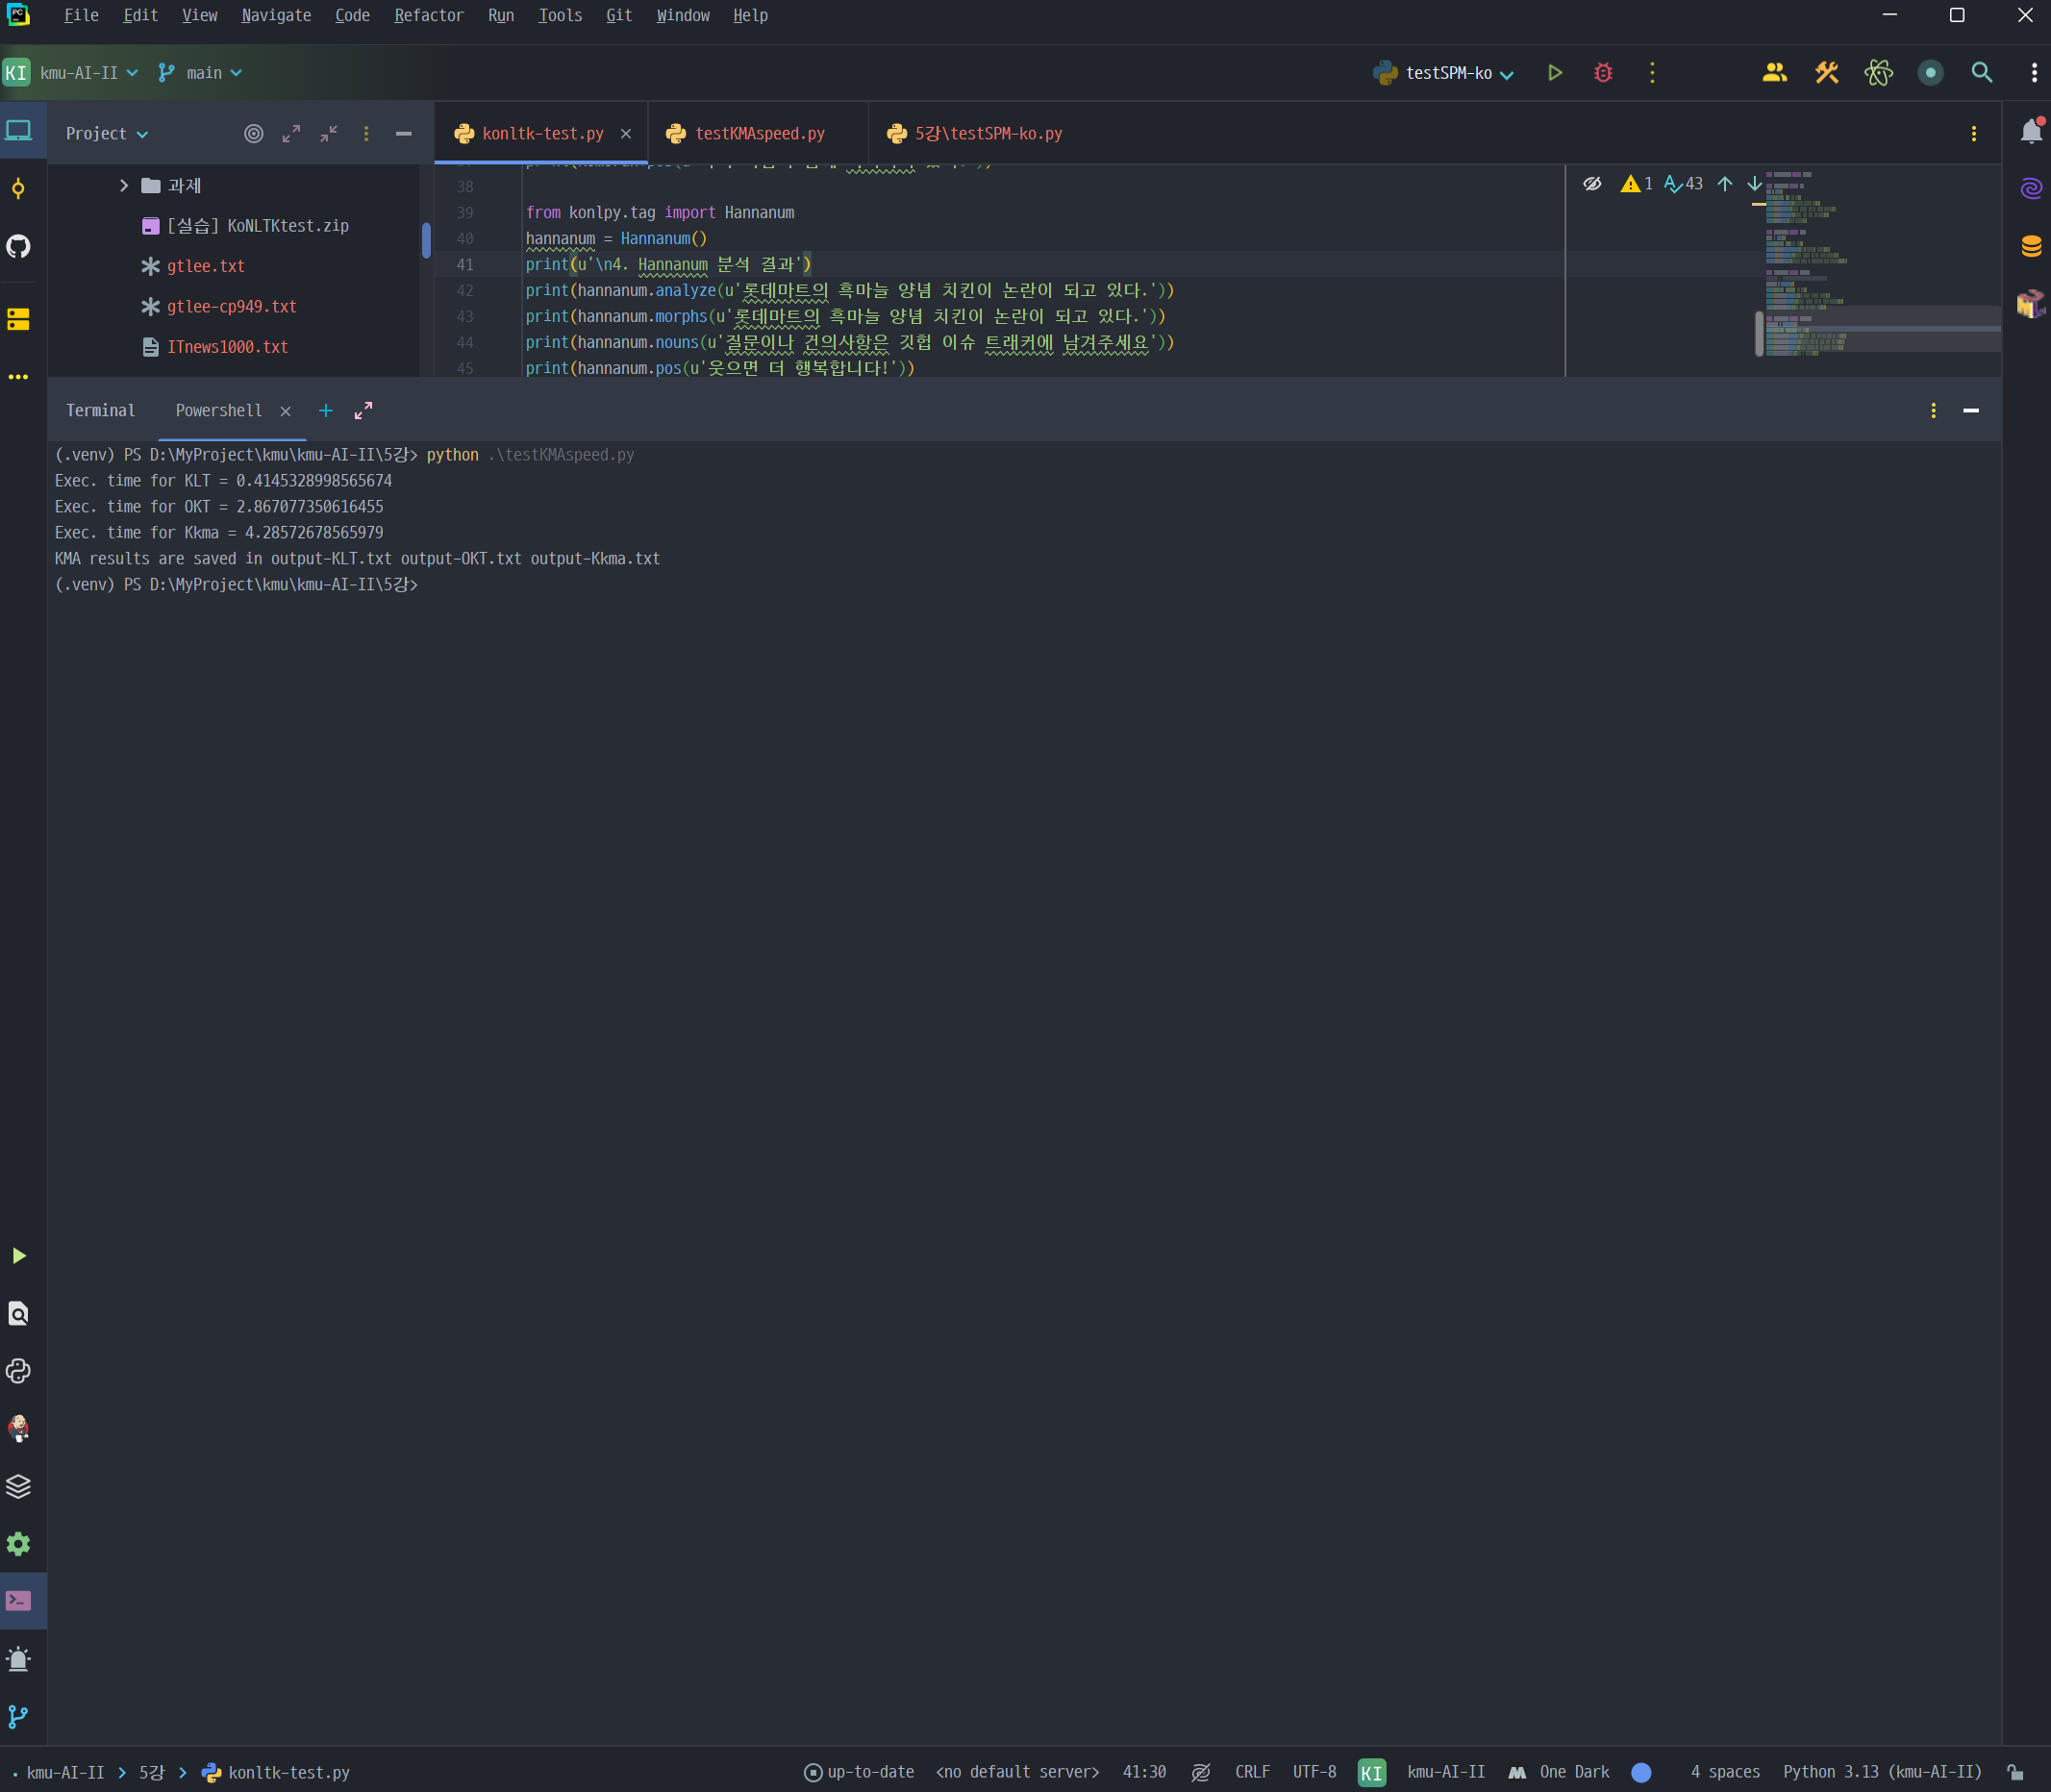 File Edit View Navigate Code Refactor Run Tools Git Window Help
KI kmu-AI-II main testSPM-ko
Project
konltk-test.py testKMAspeed.py 5강\testSPM-ko.py
과제
[실습] KoNLTKtest.zip
gtlee.txt
gtlee-cp949.txt
ITnews1000.txt
38
39 from konlpy.tag import Hannanum
40 hannanum = Hannanum()
41 print(u'\n4. Hannanum 분석 결과')
42 print(hannanum.analyze(u'롯데마트의 흑마늘 양념 치킨이 논란이 되고 있다.'))
43 print(hannanum.morphs(u'롯데마트의 흑마늘 양념 치킨이 논란이 되고 있다.'))
44 print(hannanum.nouns(u'질문이나 건의사항은 깃헙 이슈 트래커에 남겨주세요'))
45 print(hannanum.pos(u'웃으면 더 행복합니다!'))
1 43
Terminal Powershell
(.venv) PS D:\MyProject\kmu\kmu-AI-II\5강> python .\testKMAspeed.py
Exec. time for KLT = 0.4145328998565674
Exec. time for OKT = 2.867077350616455
Exec. time for Kkma = 4.28572678565979
KMA results are saved in output-KLT.txt output-OKT.txt output-Kkma.txt
(.venv) PS D:\MyProject\kmu\kmu-AI-II\5강>
kmu-AI-II > 5강 > konltk-test.py up-to-date <no default server> 41:30 CRLF UTF-8 KI kmu-AI-II One Dark 4 spaces Python 3.13 (kmu-AI-II)